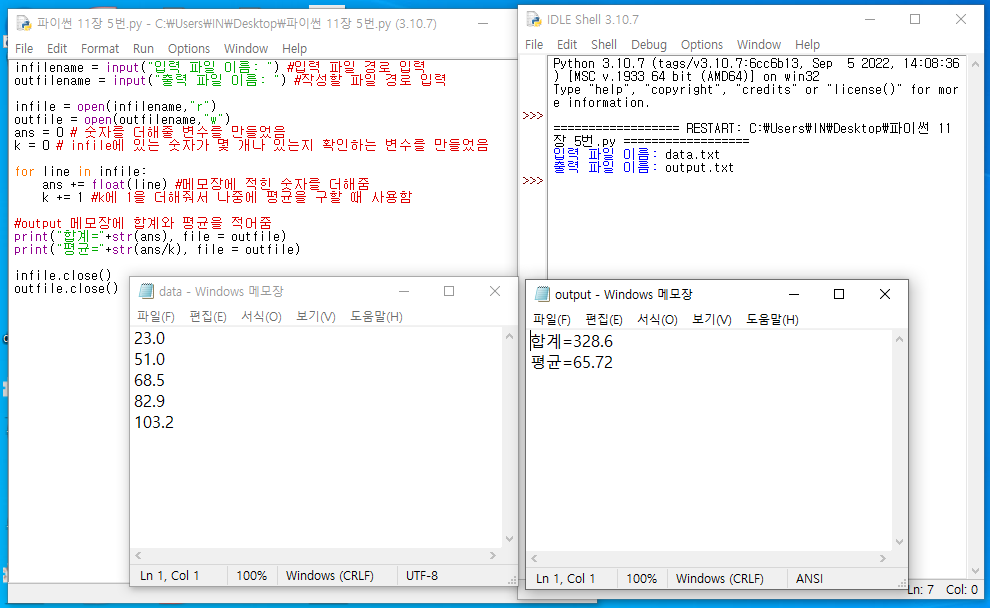 파이썬 11장 5번.py - C:\Users\IN\Desktop\파이썬 11장 5번.py (3.10.7)
File Edit Format Run Options Window Help
infilename = input("입력 파일 이름: ") #입력 파일 경로 입력
outfilename = input("출력 파일 이름: ") #작성할 파일 경로 입력
infile = open(infilename,"r")
outfile = open(outfilename,"w")
ans = 0 # 숫자를 더해줄 변수를 만들었음
k = 0 # infile에 있는 숫자가 몇 개나 있는지 확인하는 변수를 만들었음
for line in infile:
ans += float(line) #메모장에 적힌 숫자를 더해줌
k += 1 #k에 1을 더해줘서 나중에 평균을 구할 때 사용함
#output 메모장에 합계와 평균을 적어줌
print("합계="+str(ans), file = outfile)
print("평균="+str(ans/k), file = outfile)
infile.close()
outfile.close()
IDLE Shell 3.10.7
File Edit Shell Debug Options Window Help
Python 3.10.7 (tags/v3.10.7:6cc6b13, Sep 5 2022, 14:08:36
) [MSC v.1933 64 bit (AMD64)] on win32
Type "help", "copyright", "credits" or "license()" for mor
e information.
>>>
================== RESTART: C:\Users\IN\Desktop\파이썬 11
장 5번.py ==================
입력 파일 이름: data.txt
출력 파일 이름: output.txt
>>>
Ln: 7 Col: 0
data - Windows 메모장
파일(F) 편집(E) 서식(O) 보기(V) 도움말(H)
23.0
51.0
68.5
82.9
103.2
Ln 1, Col 1 100% Windows (CRLF) UTF-8
output - Windows 메모장
파일(F) 편집(E) 서식(O) 보기(V) 도움말(H)
합계=328.6
평균=65.72
Ln 1, Col 1 100% Windows (CRLF) ANSI